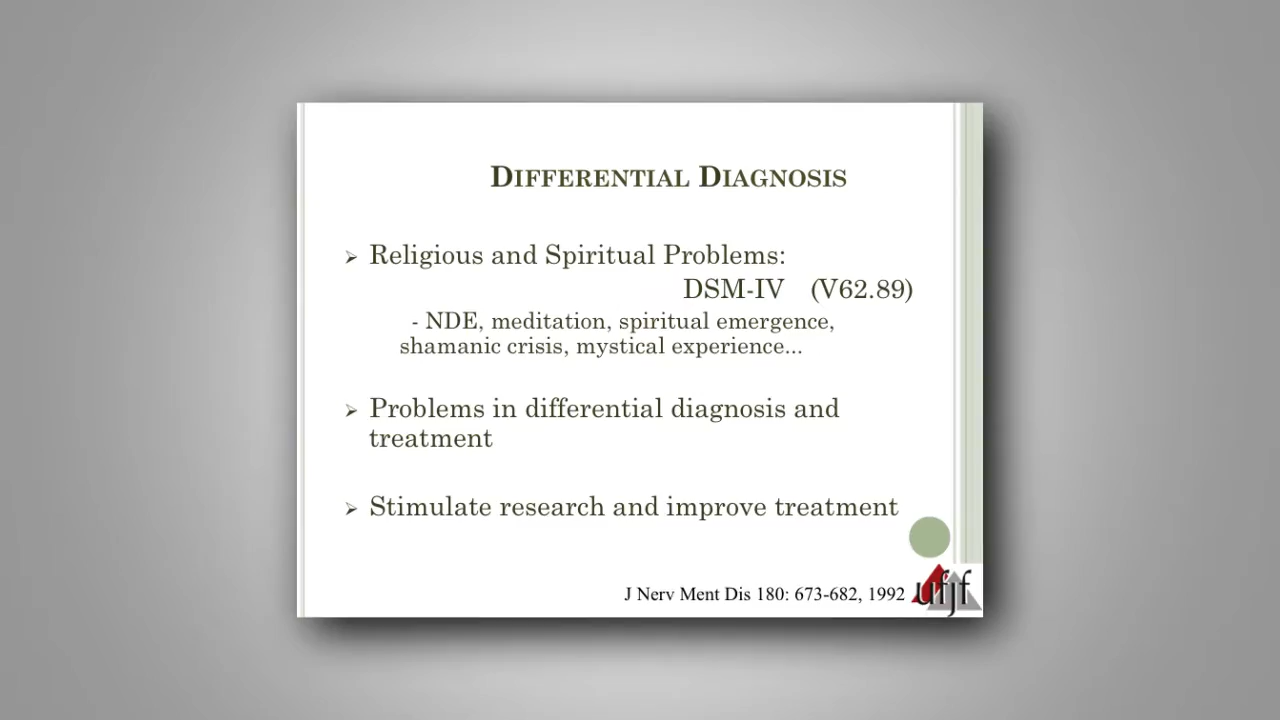 DIFFERENTIAL DIAGNOSIS
➢ Religious and Spiritual Problems:
DSM-IV (V62.89)
- NDE, meditation, spiritual emergence,
shamanic crisis, mystical experience...
➢ Problems in differential diagnosis and
treatment
➢ Stimulate research and improve treatment
J Nerv Ment Dis 180: 673-682, 1992
ufjf